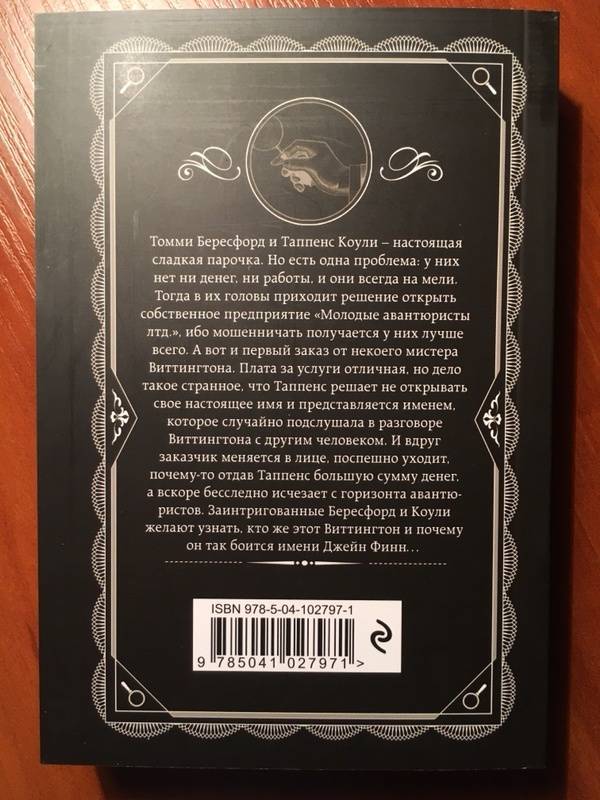 Томми Бересфорд и Таппенс Коули – настоящая
сладкая парочка. Но есть одна проблема: у них
нет ни денег, ни работы, и они всегда на мели.
Тогда в их головы приходит решение открыть
собственное предприятие «Молодые авантюристы
лтд.», ибо мошенничать получается у них лучше
всего. А вот и первый заказ от некоего мистера
Виттингтона. Плата за услуги отличная, но дело
такое странное, что Таппенс решает не открывать
свое настоящее имя и представляется именем,
которое случайно подслушала в разговоре
Виттингтона с другим человеком. И вдруг
заказчик меняется в лице, поспешно уходит,
почему-то отдав Таппенс большую сумму денег,
а вскоре бесследно исчезает с горизонта авантю-
ристов. Заинтригованные Бересфорд и Коули
желают узнать, кто же этот Виттингтон и почему
он так боится имени Джейн Финн...
ISBN 978-5-04-102797-1
9 785041 027971 >